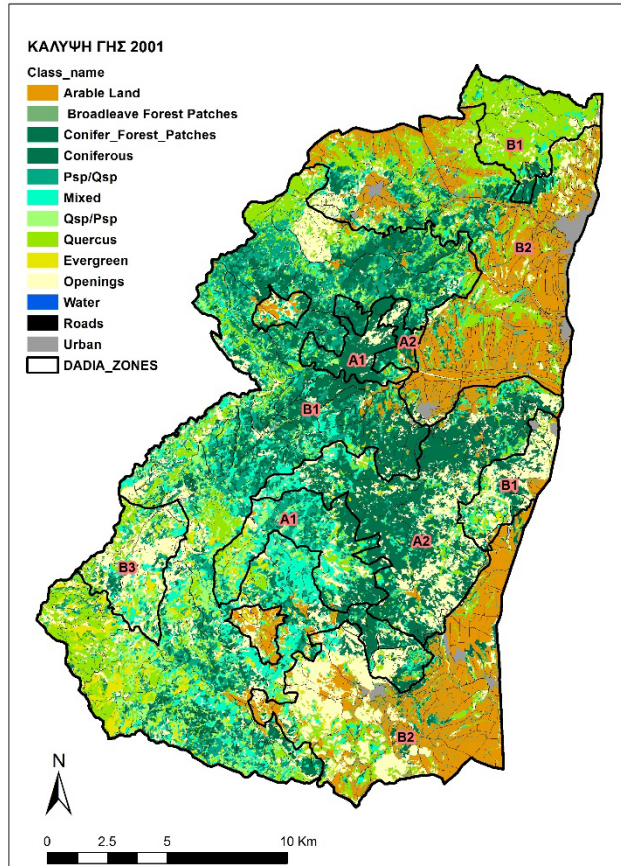 ΚΑΛΥΨΗ ΓΗΣ 2001
Class_name
Arable Land
Broadleave Forest Patches
Conifer_Forest_Patches
Coniferous
Psp/Qsp
Mixed
Qsp/Psp
Quercus
Evergreen
Openings
Water
Roads
Urban
DADIA_ZONES
B1
B2
A2
A1
B1
B1
A1
A2
B3
B2
N
0 2.5 5 10 Km